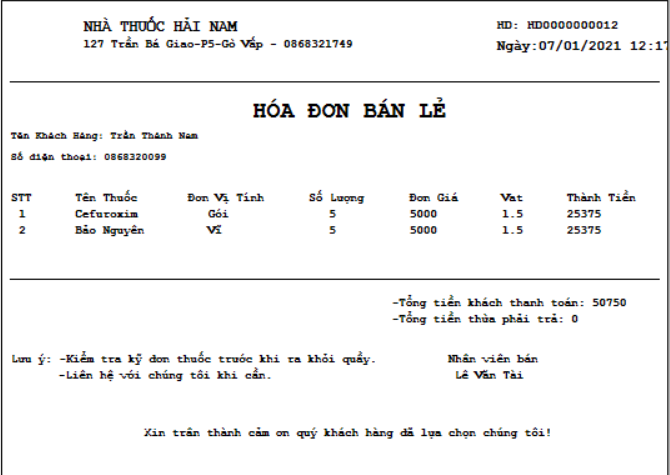 NHÀ THUỐC HẢI NAM
HD: HD0000000012
127 Trần Bá Giao-P5-Gò Vấp - 0868321749
Ngày:07/01/2021 12:17
HÓA ĐƠN BÁN LẺ
Tên Khách Hàng: Trần Thành Nam
Số điện thoại: 0868320099
STT Tên Thuốc Đơn Vị Tính Số Lượng Đơn Giá Vat Thành Tiền
1 Cefuroxim Gói 5 5000 1.5 25375
2 Bảo Nguyên Vĩ 5 5000 1.5 25375
-Tổng tiền khách thanh toán: 50750
-Tổng tiền thừa phải trả: 0
Lưu ý: -Kiểm tra kỹ đơn thuốc trước khi ra khỏi quầy. Nhân viên bán
-Liên hệ với chúng tôi khi cần. Lê Văn Tài
Xin trân thành cảm ơn quý khách hàng đã lựa chọn chúng tôi!